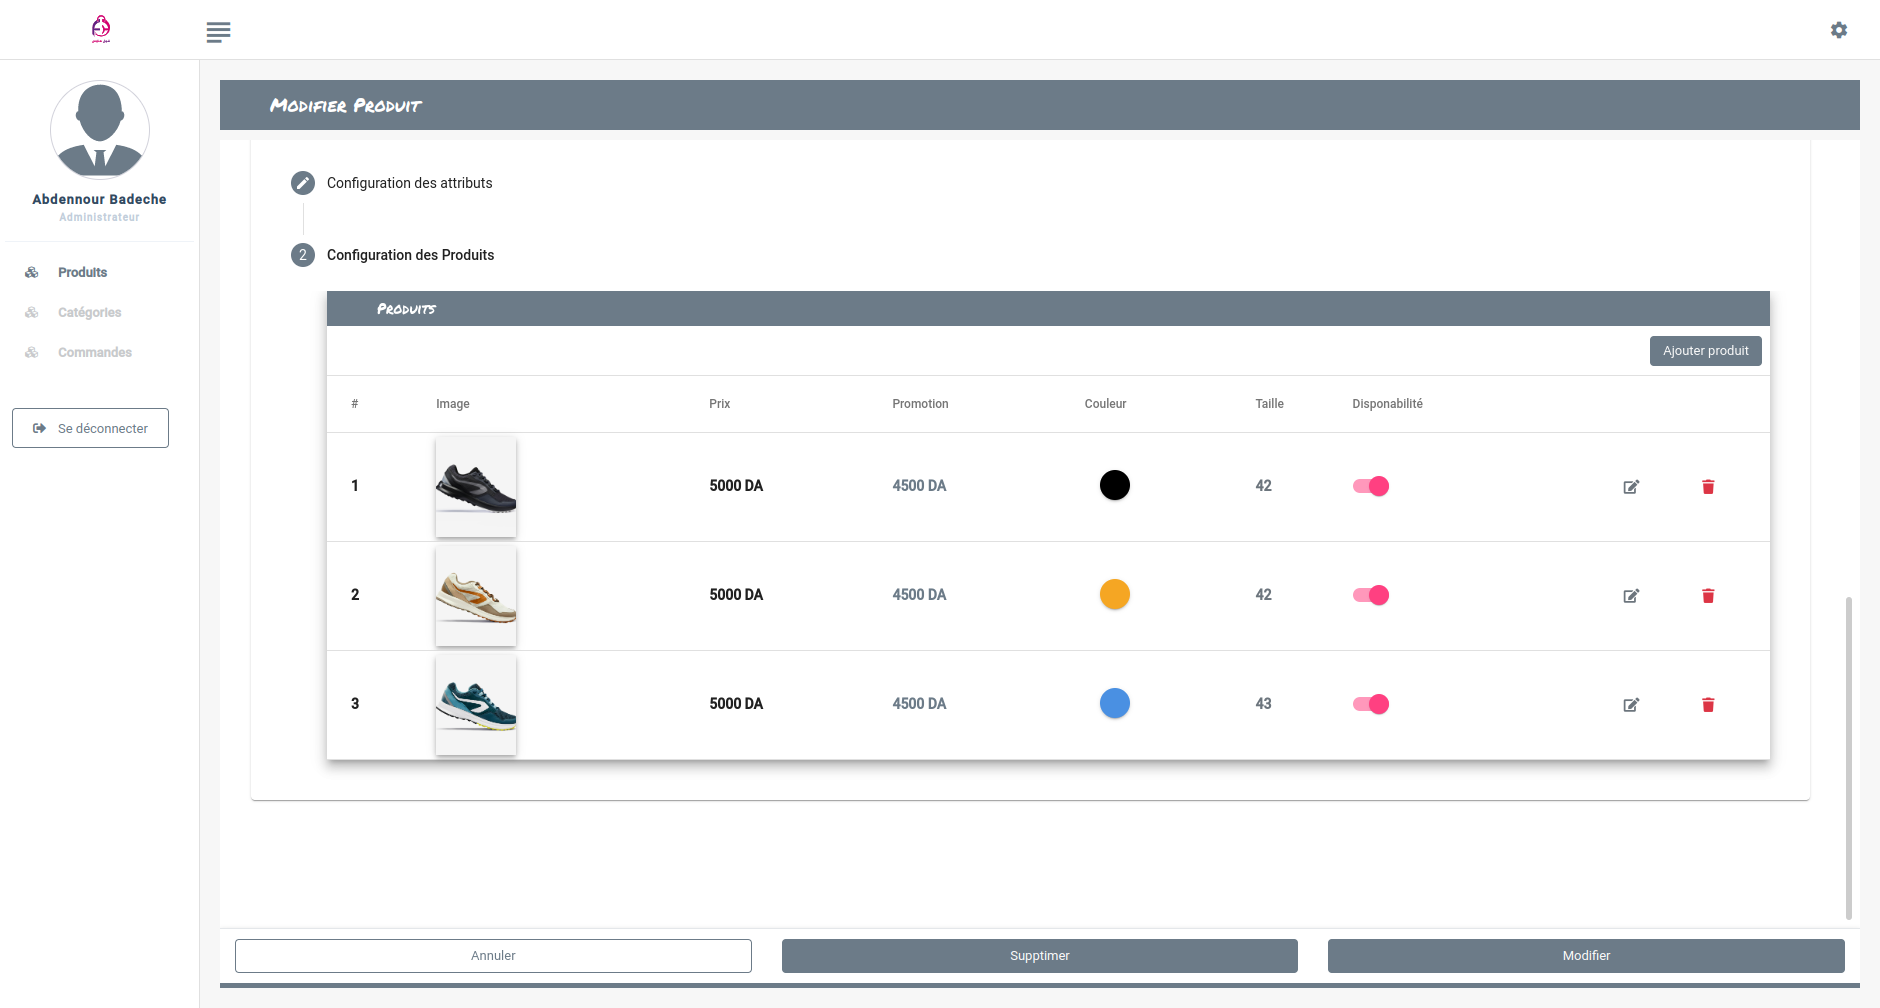 Modifier Produit
Abdennour Badeche
Administrateur
Produits
Catégories
Commandes
Se déconnecter
Configuration des attributs
2 Configuration des Produits
Produits
Ajouter produit
# Image Prix Promotion Couleur Taille Disponabilité
1 5000 DA 4500 DA 42
2 5000 DA 4500 DA 42
3 5000 DA 4500 DA 43
Annuler Supptimer Modifier